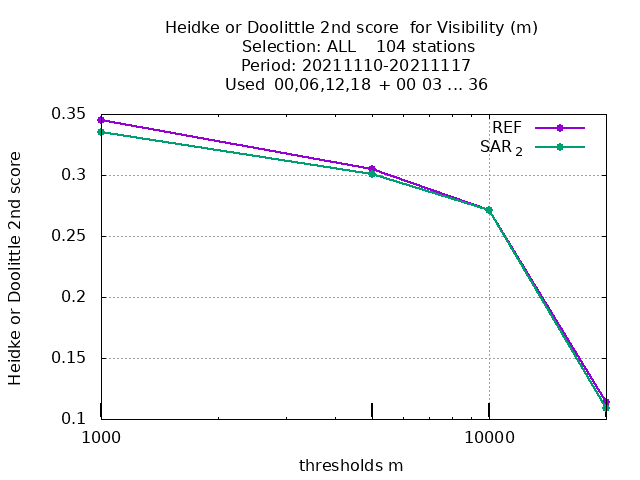 Heidke or Doolittle 2nd score  for Visibility (m)
Selection: ALL    104 stations
Period: 20211110-20211117
Used  00,06,12,18 + 00 03 ... 36
Heidke or Doolittle 2nd score
REF
SAR 2
0.35
0.3
0.25
0.2
0.15
0.1
1000
10000
thresholds m